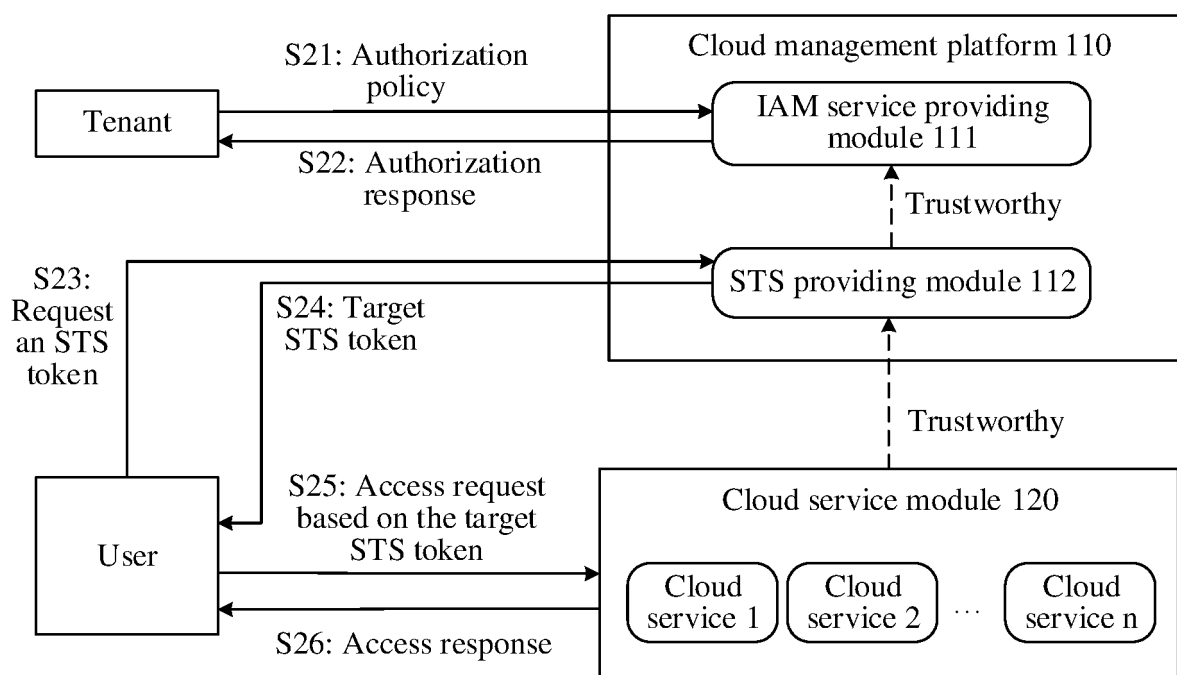 Cloud management platform 110
S21: Authorization
policy
Tenant
IAM service providing
module 111
S22: Authorization
response
Trustworthy
S23:
Request
an STS
token
STS providing module 112
S24: Target
STS token
Trustworthy
S25: Access request
based on the target
STS token
Cloud service module 120
User
Cloud
service 1
Cloud
service 2
...
Cloud
service n
S26: Access response